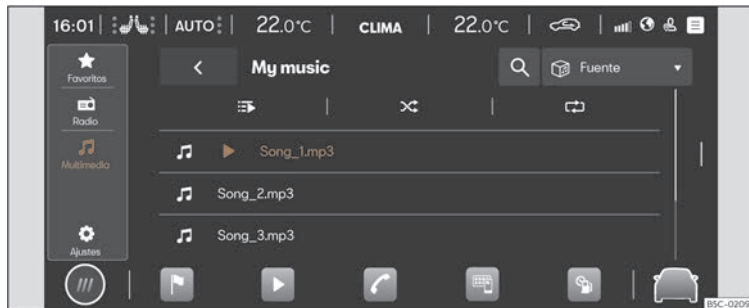 16:01 AUTO 22.0°C CLIMA 22.0°C
Favoritos
Radio
Multimedia
Ajustes
My music
Fuente
Song_1.mp3
Song_2.mp3
Song_3.mp3
B5C-0209